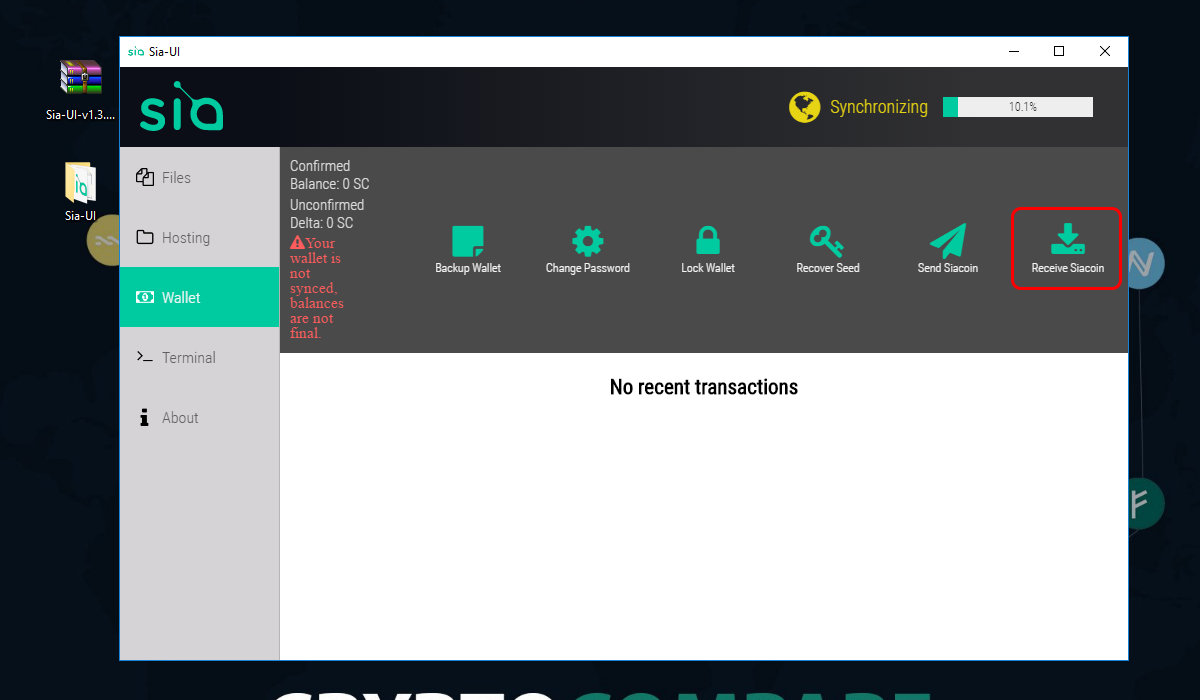 sia Sia-UI
Sia-UI-v1.3....
Sia-UI
sia
Synchronizing
10.1%
Files
Hosting
Wallet
Terminal
About
Confirmed
Balance: 0 SC
Unconfirmed
Delta: 0 SC
Your
wallet is
not
synced,
balances
are not
final.
Backup Wallet
Change Password
Lock Wallet
Recover Seed
Send Siacoin
Receive Siacoin
No recent transactions
CRYPTOCOMPARE